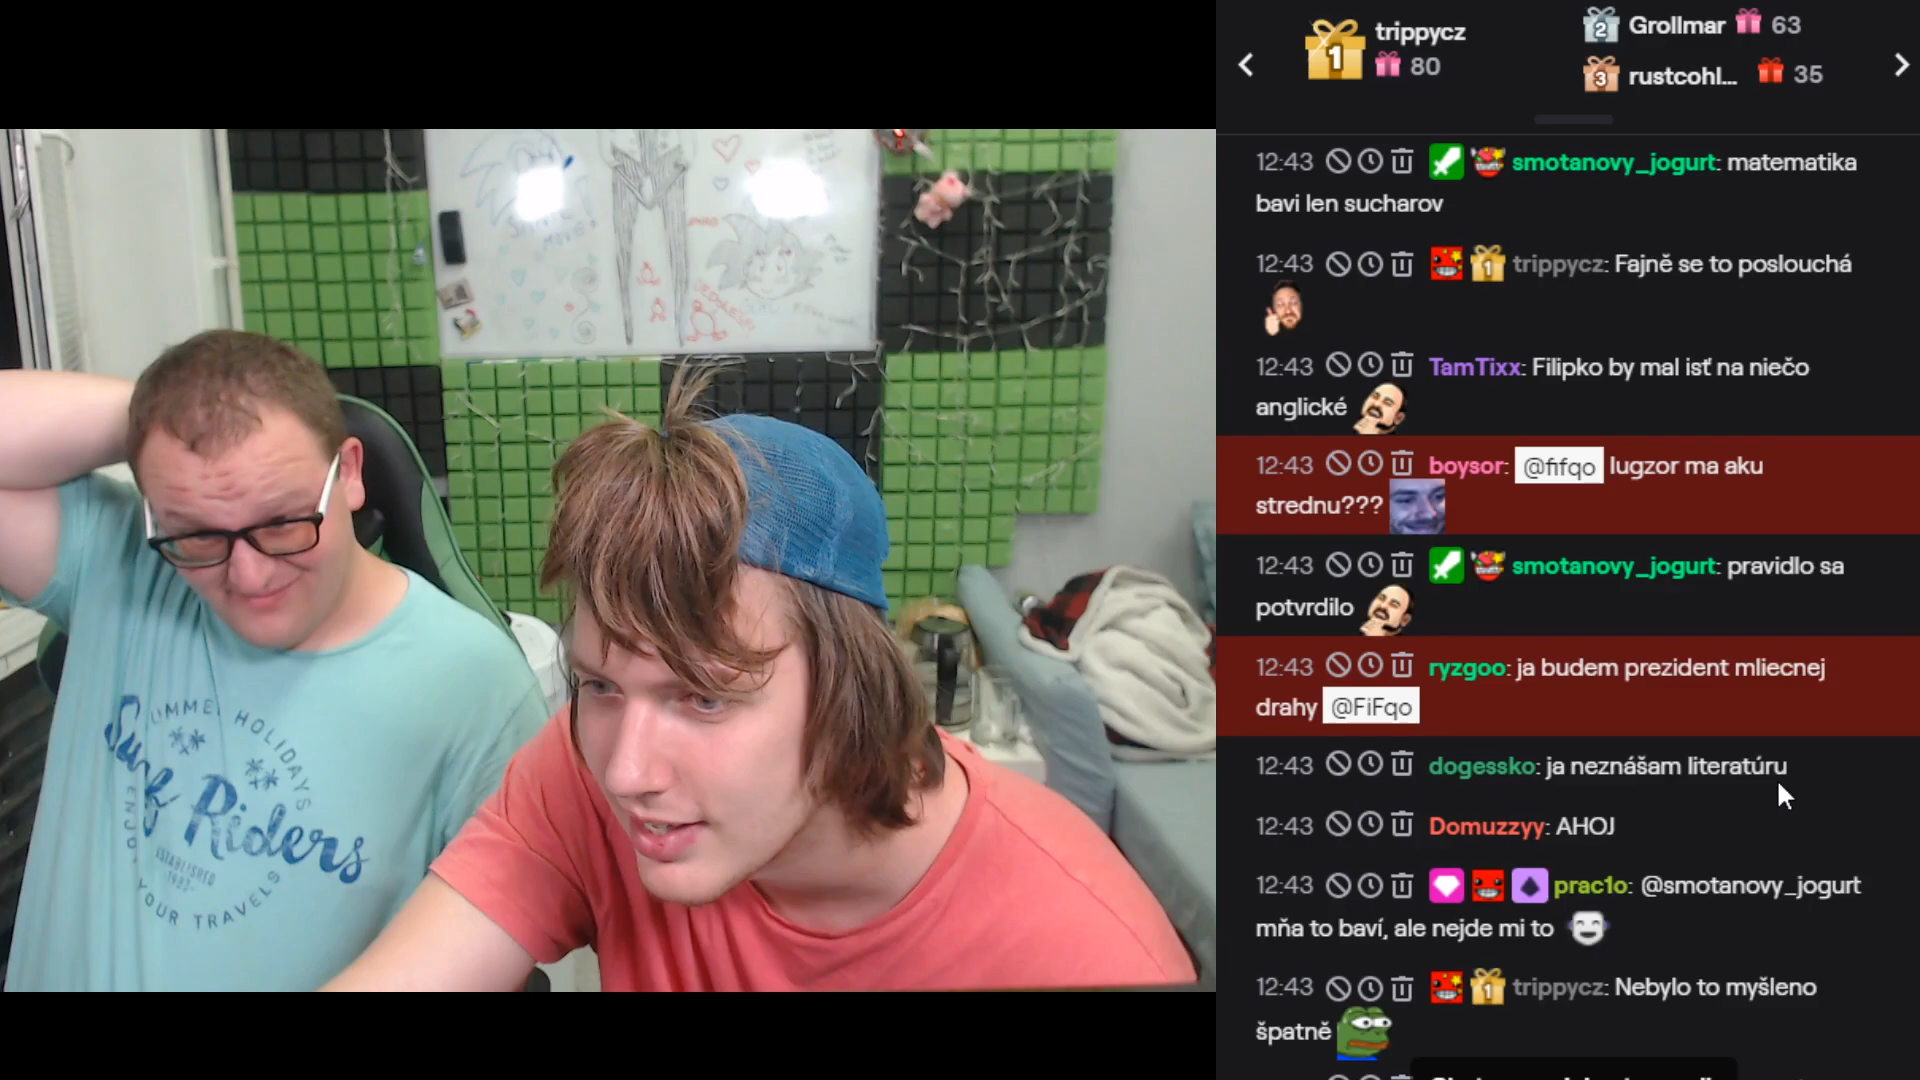 trippycz
80
Grollmar 63
rustcohl... 35
12:43 smotanovy_jogurt: matematika
bavi len sucharov
12:43 trippycz: Fajně se to poslouchá
12:43 TamTixx: Filipko by mal isť na niečo
anglické
12:43 boysor: @fifqo lugzor ma aku
strednu???
12:43 smotanovy_jogurt: pravidlo sa
potvrdilo
12:43 ryzgoo: ja budem prezident mliecnej
drahy @FiFqo
12:43 dogessko: ja neznášam literatúru
12:43 Domuzzyy: AHOJ
12:43 prac1o: @smotanovy_jogurt
mňa to baví, ale nejde mi to
12:43 trippycz: Nebylo to myšleno
špatně
SUMMER HOLIDAYS
Surf Riders
ENJOY
ESTABLISHED
-1987-
YOUR TRAVELS